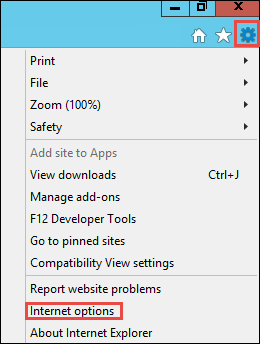 Print
File
Zoom (100%)
Safety
Add site to Apps
View downloads Ctrl+J
Manage add-ons
F12 Developer Tools
Go to pinned sites
Compatibility View settings
Report website problems
Internet options
About Internet Explorer